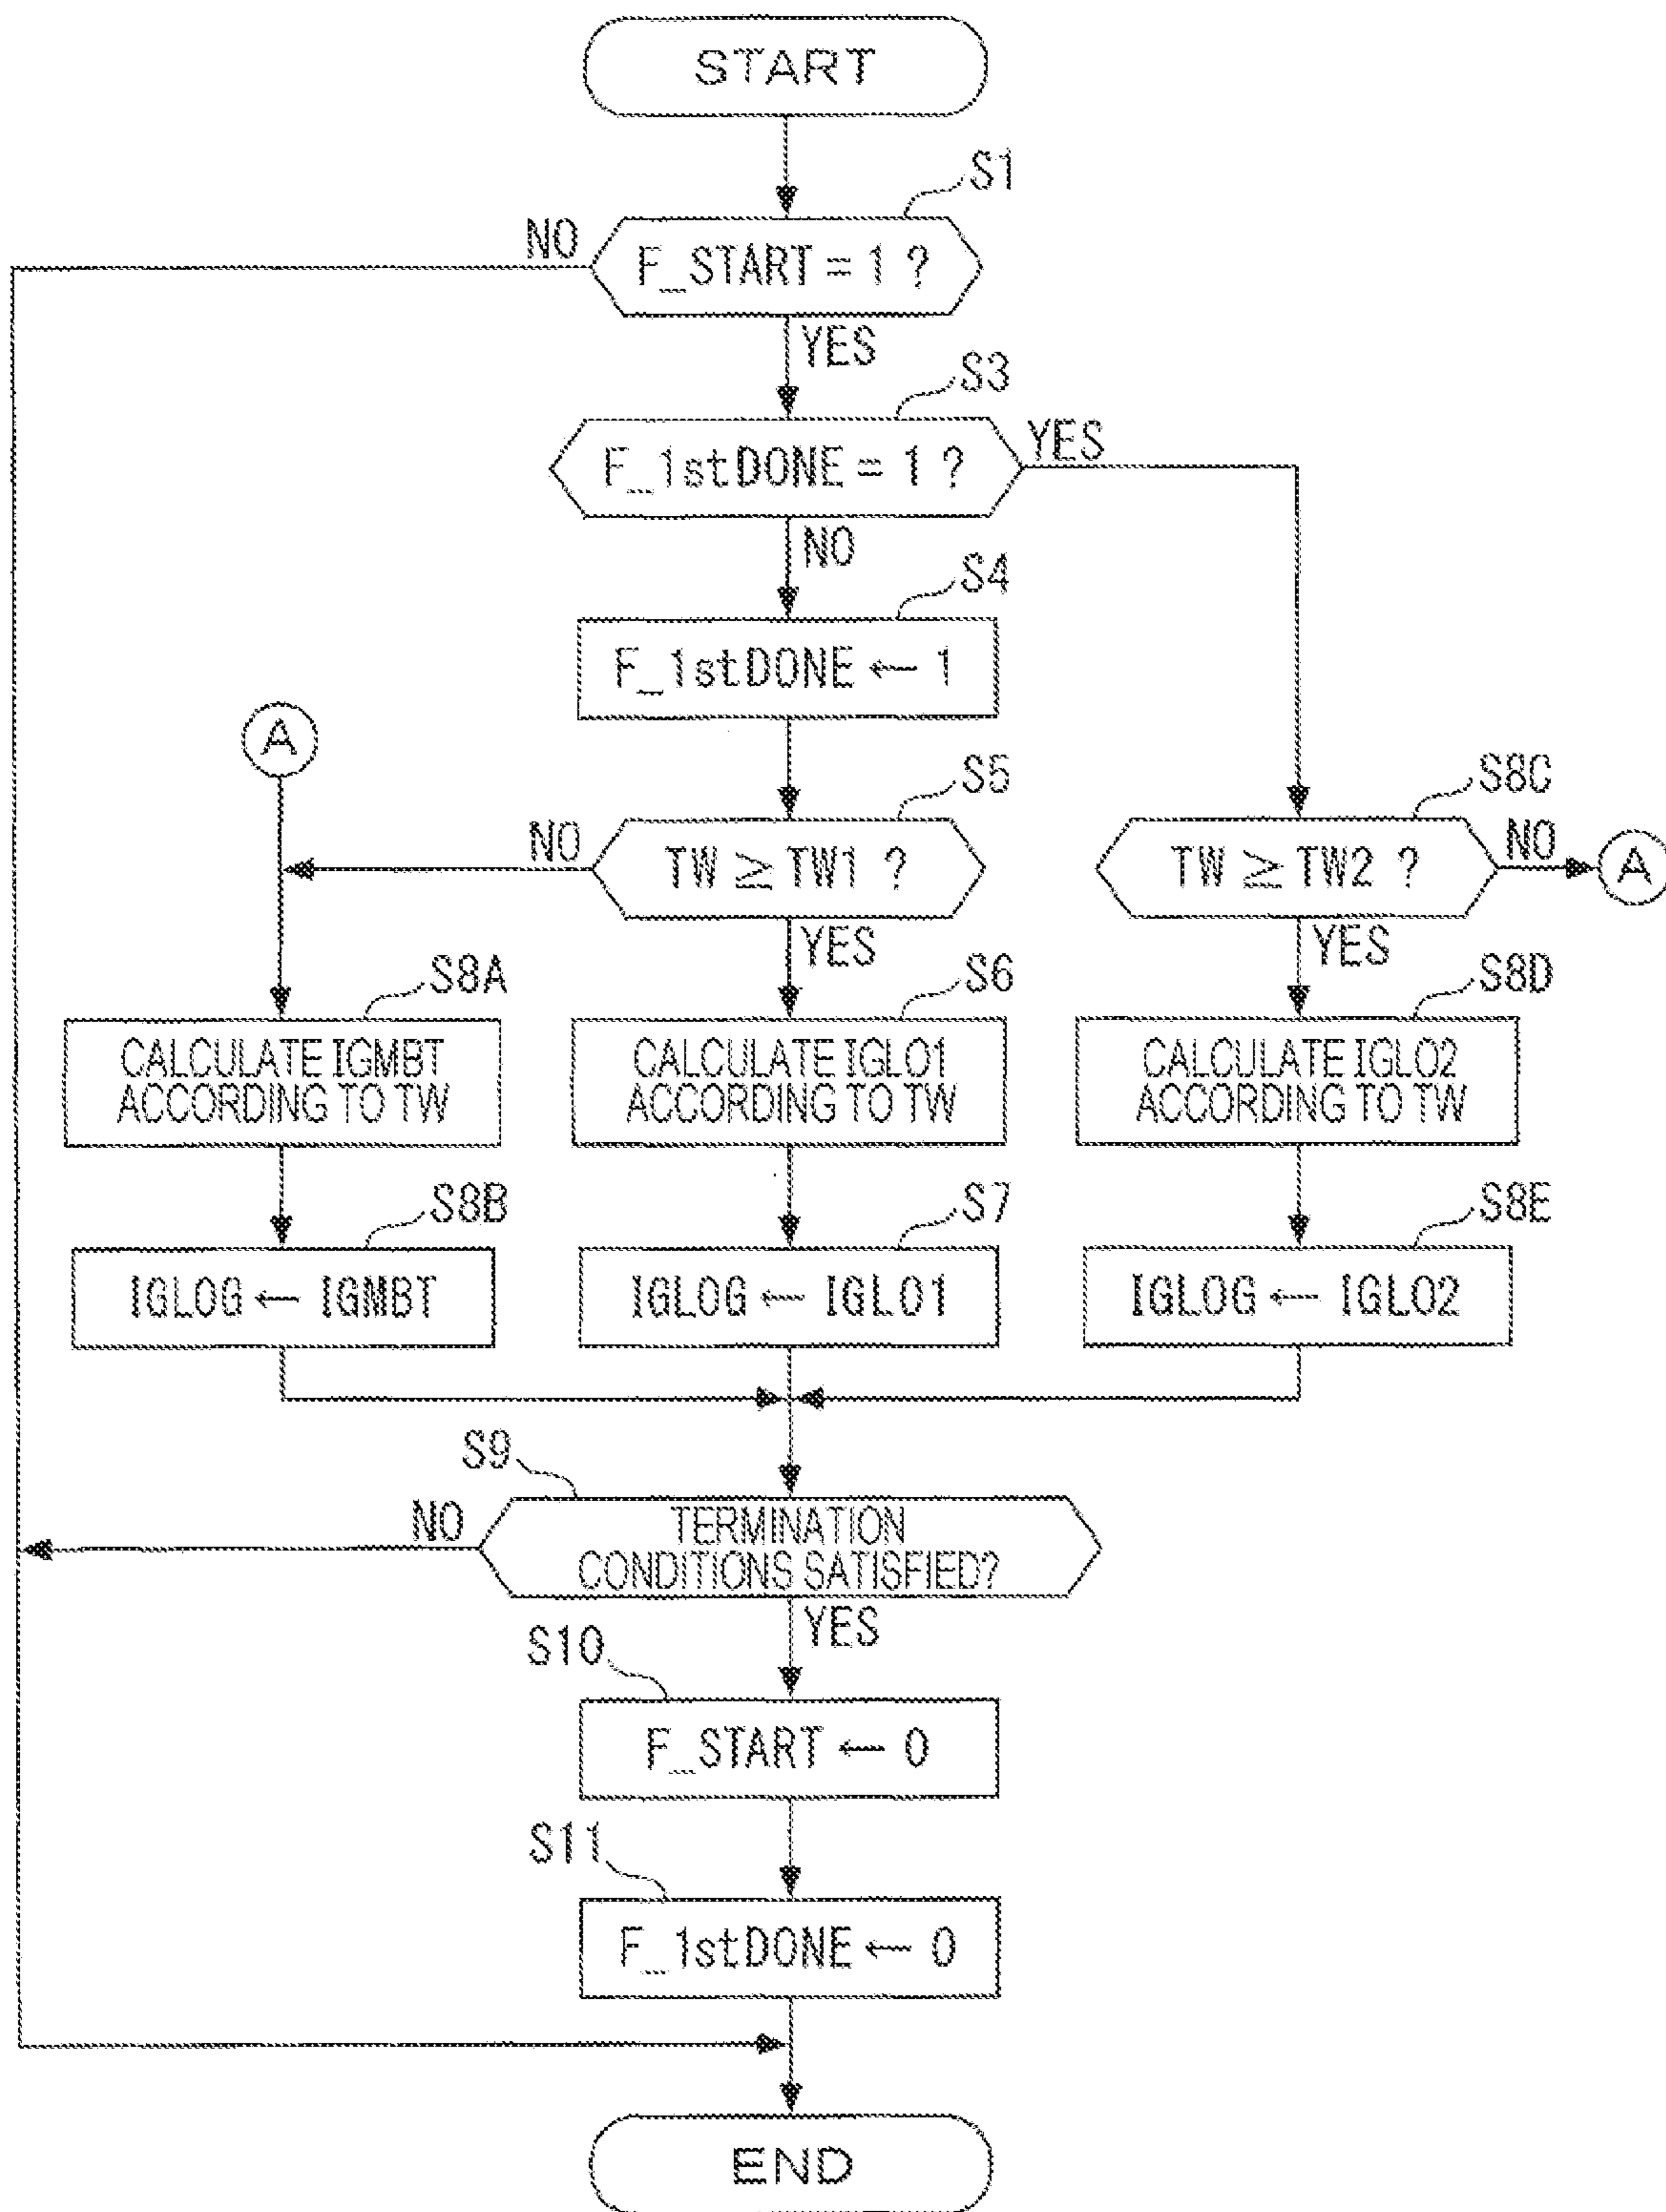 START
S1
NO
F_START = 1 ?
YES
S3
F_1stDONE = 1 ?
YES
NO
S4
F_1stDONE ← 1
A
S5
S8C
NO
TW ≧ TW1 ?
TW ≧ TW2 ?
NO
A
YES
YES
S8A
S6
S8D
CALCULATE IGMBT
ACCORDING TO TW
CALCULATE IGLO1
ACCORDING TO TW
CALCULATE IGLO2
ACCORDING TO TW
S8B
S7
S8E
IGLOG ← IGMBT
IGLOG ← IGLO1
IGLOG ← IGLO2
S9
NO
TERMINATION
CONDITIONS SATISFIED?
YES
S10
F_START ← 0
S11
F_1stDONE ← 0
END